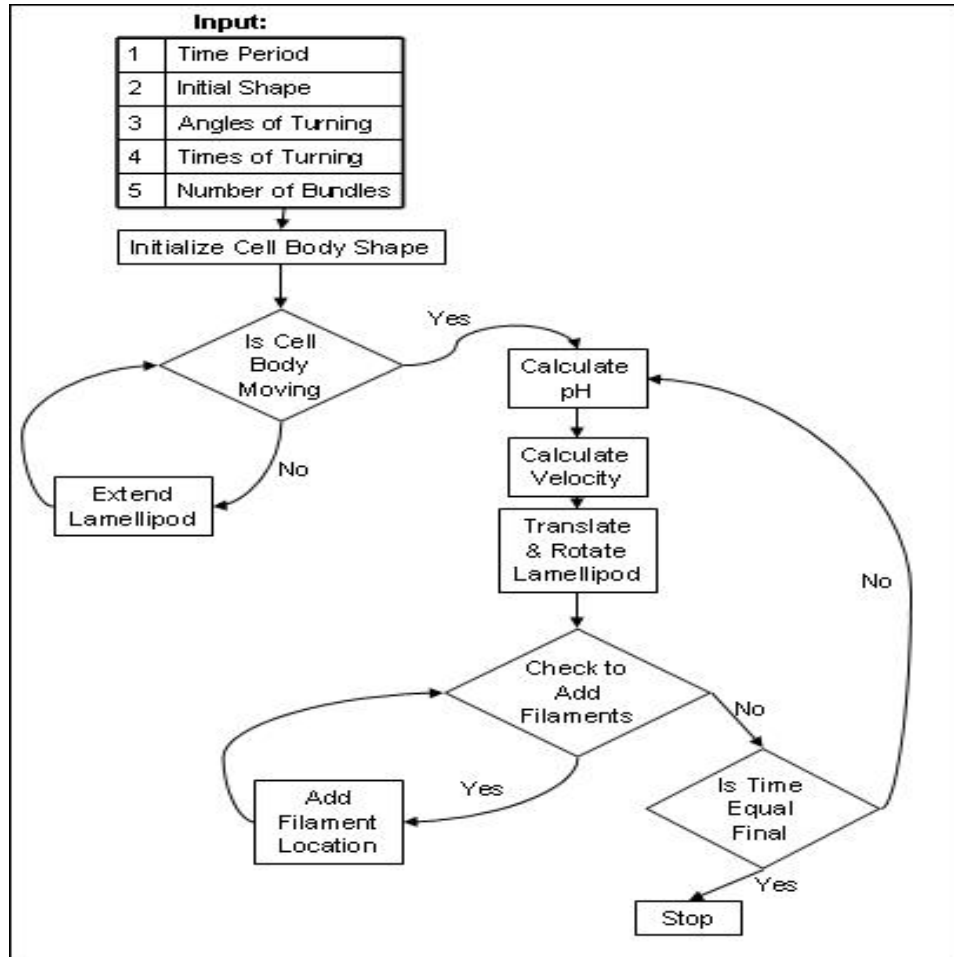 Input:
1 Time Period
2 Initial Shape
3 Angles of Turning
4 Times of Turning
5 Number of Bundles
Initialize Cell Body Shape
Is Cell
Body
Moving
Yes
No
Extend
Lamellipod
Calculate
pH
Calculate
Velocity
Translate
& Rotate
Lamellipod
Check to
Add
Filaments
Yes
Add
Filament
Location
No
Is Time
Equal
Final
No
Yes
Stop